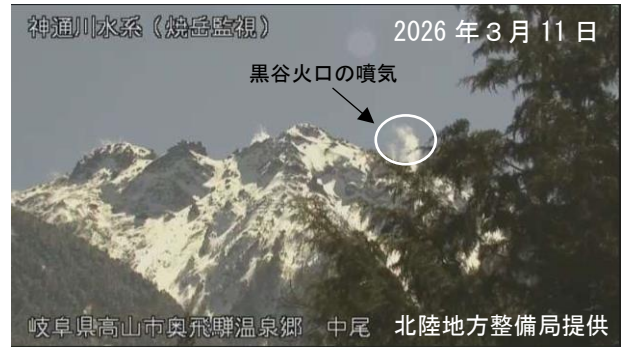 神通川水系(焼岳監視)
2026年3月11日
黒谷火口の噴気
岐阜県高山市奥飛騨温泉郷 中尾
北陸地方整備局提供